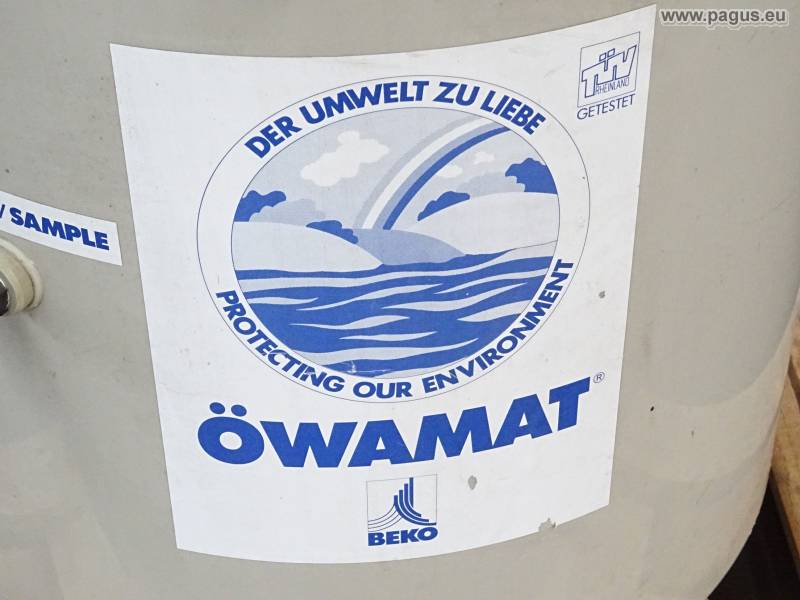 www.pagus.eu
TÜV
RHEINLAND
GETESTET
DER UMWELT ZU LIEBE
/ SAMPLE
PROTECTING OUR ENVIRONMENT
ÖWAMAT®
BEKO